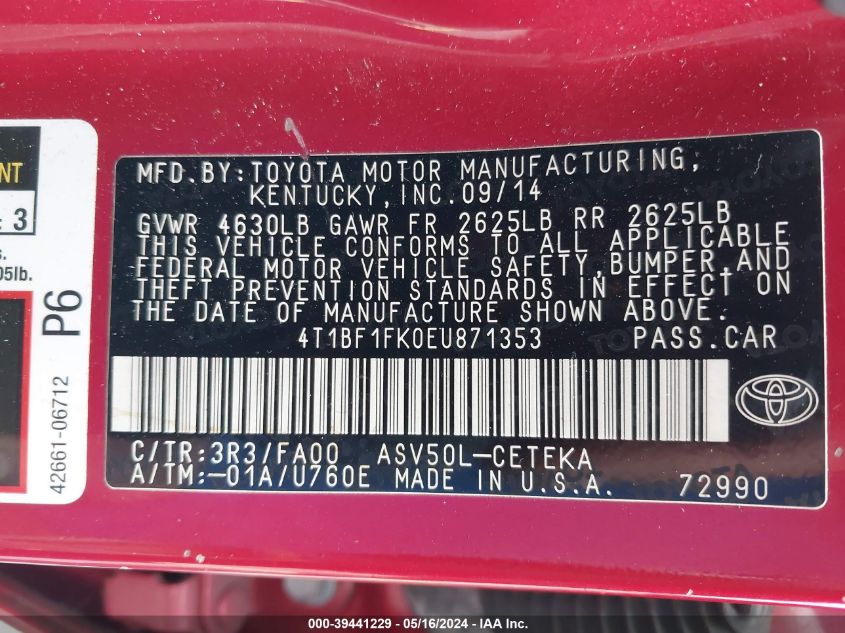 NT
: 3
s.
05lb.
P6
42661-06712
MFD.BY:TOYOTA MOTOR MANUFACTURING,
KENTUCKY,INC.09/14
GVWR 4630LB GAWR FR 2625LB RR 2625LB
THIS VEHICLE CONFORMS TO ALL APPLICABLE
FEDERAL MOTOR VEHICLE SAFETY,BUMPER,AND
THEFT PREVENTION STANDARDS IN EFFECT ON
THE DATE OF MANUFACTURE SHOWN ABOVE.
4T1BF1FK0EU871353 PASS.CAR
C/TR:3R3/FA00 ASV50L-CETEKA
A/TM:-01A/U760E MADE IN U.S.A. 72990
000-39441229 - 05/16/2024 - IAA Inc.